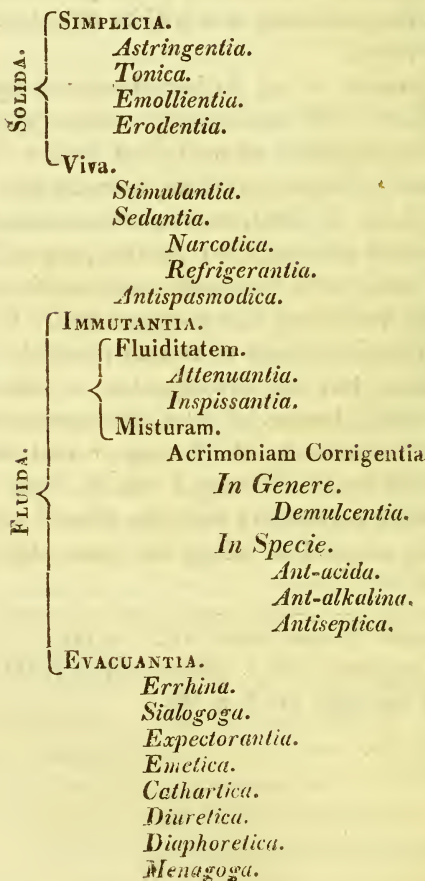 SOLIDA.
SIMPLICIA.
Astringentia.
Tonica.
Emollientia.
Erodentia.
Viva.
Stimulantia.
Sedantia.
Narcotica.
Refrigerantia.
Antispasmodica.
FLUIDA.
IMMUTANTIA.
Fluiditatem.
Attenuantia.
Inspissantia.
Misturam.
Acrimoniam Corrigentia.
In Genere.
Demulcentia.
In Specie.
Ant-acida.
Ant-alkalina.
Antiseptica.
EVACUANTIA.
Errhina.
Sialogoga.
Expectorantia.
Emetica.
Cathartica.
Diuretica.
Diaphoretica.
Menagoga.